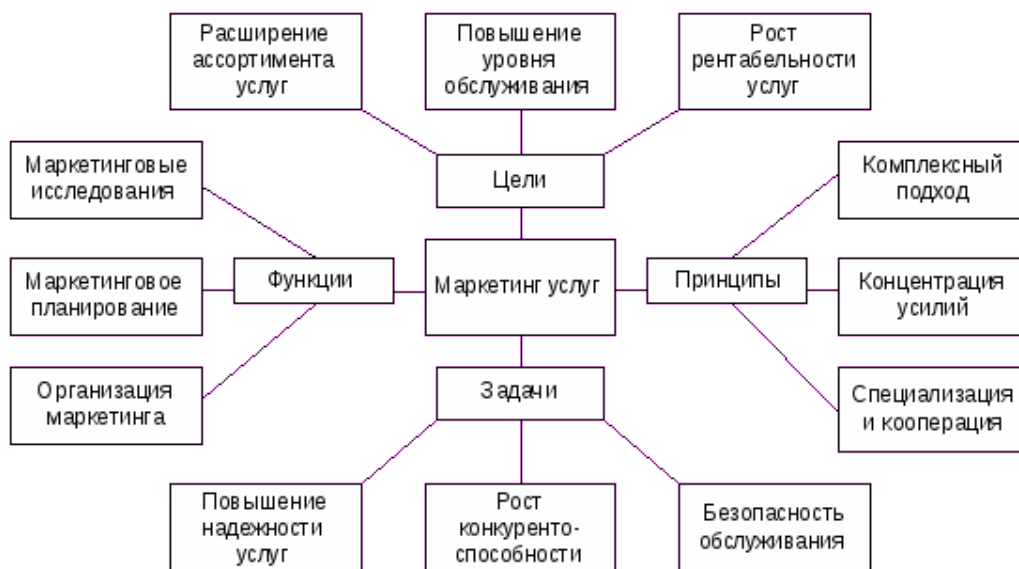 Расширение
ассортимента
услуг
Повышение
уровня
обслуживания
Рост
рентабельности
услуг
Маркетинговые
исследования
Цели
Комплексный
подход
Маркетинговое
планирование
Функции
Маркетинг услуг
Принципы
Концентрация
усилий
Организация
маркетинга
Задачи
Специализация
и кооперация
Повышение
надежности
услуг
Рост
конкуренто-
способности
Безопасность
обслуживания